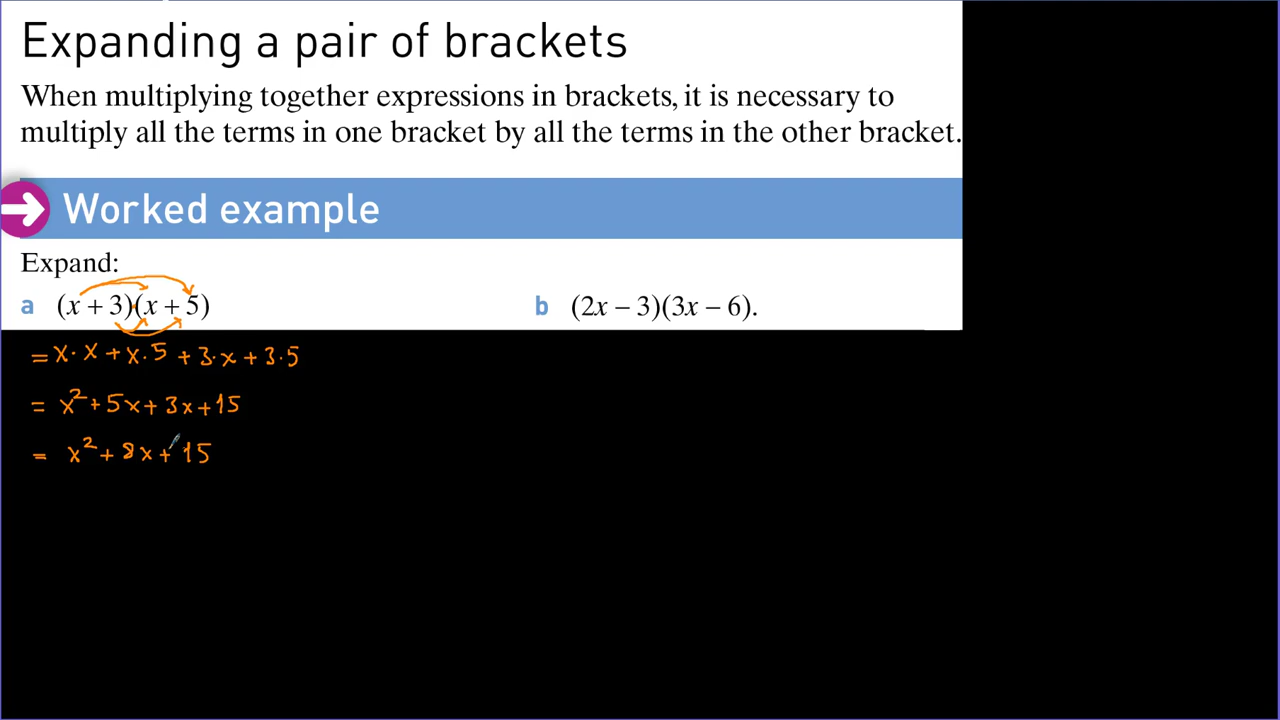 Expanding a pair of brackets
When multiplying together expressions in brackets, it is necessary to
multiply all the terms in one bracket by all the terms in the other bracket.
Worked example
Expand:
a (x + 3)(x + 5)
b (2x – 3)(3x – 6).
= x · x + x · 5 + 3 · x + 3 · 5
= x² + 5x + 3x + 15
= x² + 8x + 15